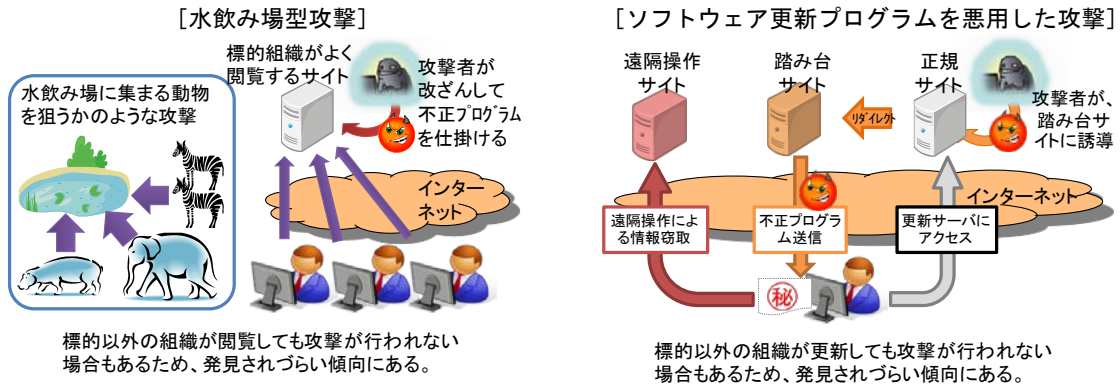 [水飲み場型攻撃]
標的組織がよく
閲覧するサイト
攻撃者が
改ざんして
不正プログラム
を仕掛ける
水飲み場に集まる動物
を狙うかのような攻撃
インター
ネット
標的以外の組織が閲覧しても攻撃が行われない
場合もあるため、発見されづらい傾向にある。
[ソフトウェア更新プログラムを悪用した攻撃]
遠隔操作
サイト
踏み台
サイト
正規
サイト
攻撃者が、
踏み台サ
イトに誘導
リダイレクト
インターネット
遠隔操作によ
る情報窃取
不正プログラ
ム送信
更新サーバに
アクセス
秘
標的以外の組織が更新しても攻撃が行われない
場合もあるため、発見されづらい傾向にある。